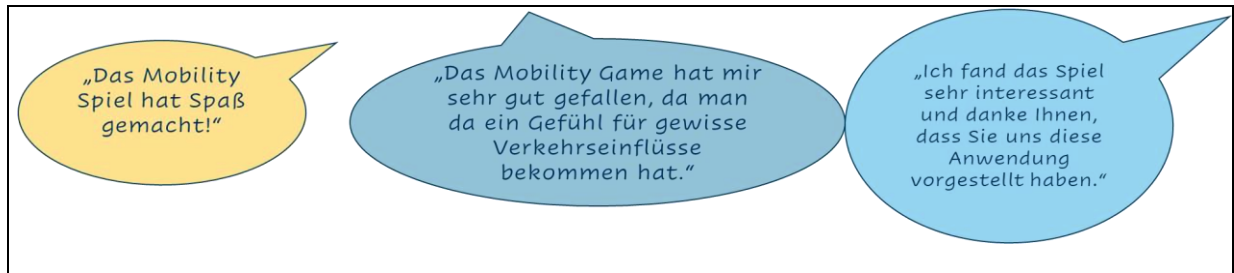 „Das Mobility
Spiel hat Spaß
gemacht!“
„Das Mobility Game hat mir
sehr gut gefallen, da man
da ein Gefühl für gewisse
Verkehrseinflüsse
bekommen hat.“
„Ich fand das Spiel
sehr interessant
und danke Ihnen,
dass Sie uns diese
Anwendung
vorgestellt haben.“